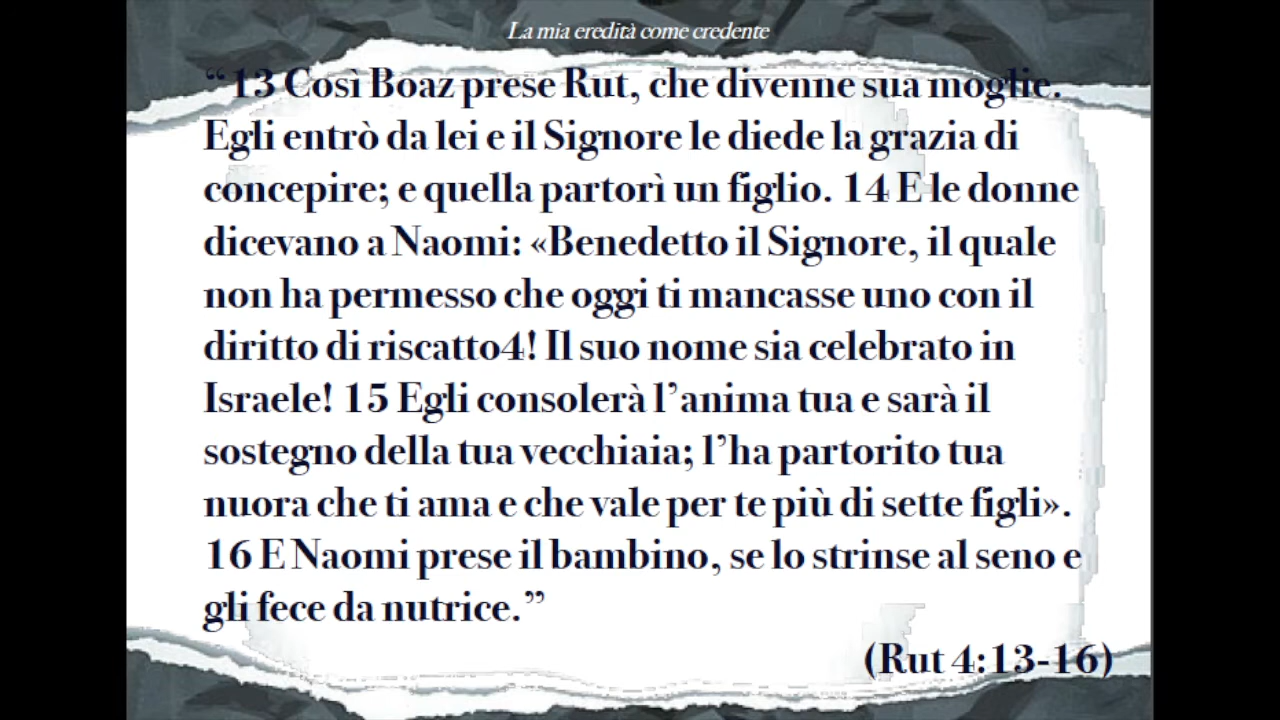 La mia eredità come credente
“13 Così Boaz prese Rut, che divenne sua moglie.
Egli entrò da lei e il Signore le diede la grazia di
concepire; e quella partorì un figlio. 14 E le donne
dicevano a Naomi: «Benedetto il Signore, il quale
non ha permesso che oggi ti mancasse uno con il
diritto di riscatto4! Il suo nome sia celebrato in
Israele! 15 Egli consolerà l’anima tua e sarà il
sostegno della tua vecchiaia; l’ha partorito tua
nuora che ti ama e che vale per te più di sette figli».
16 E Naomi prese il bambino, se lo strinse al seno e
gli fece da nutrice.”
(Rut 4:13-16)